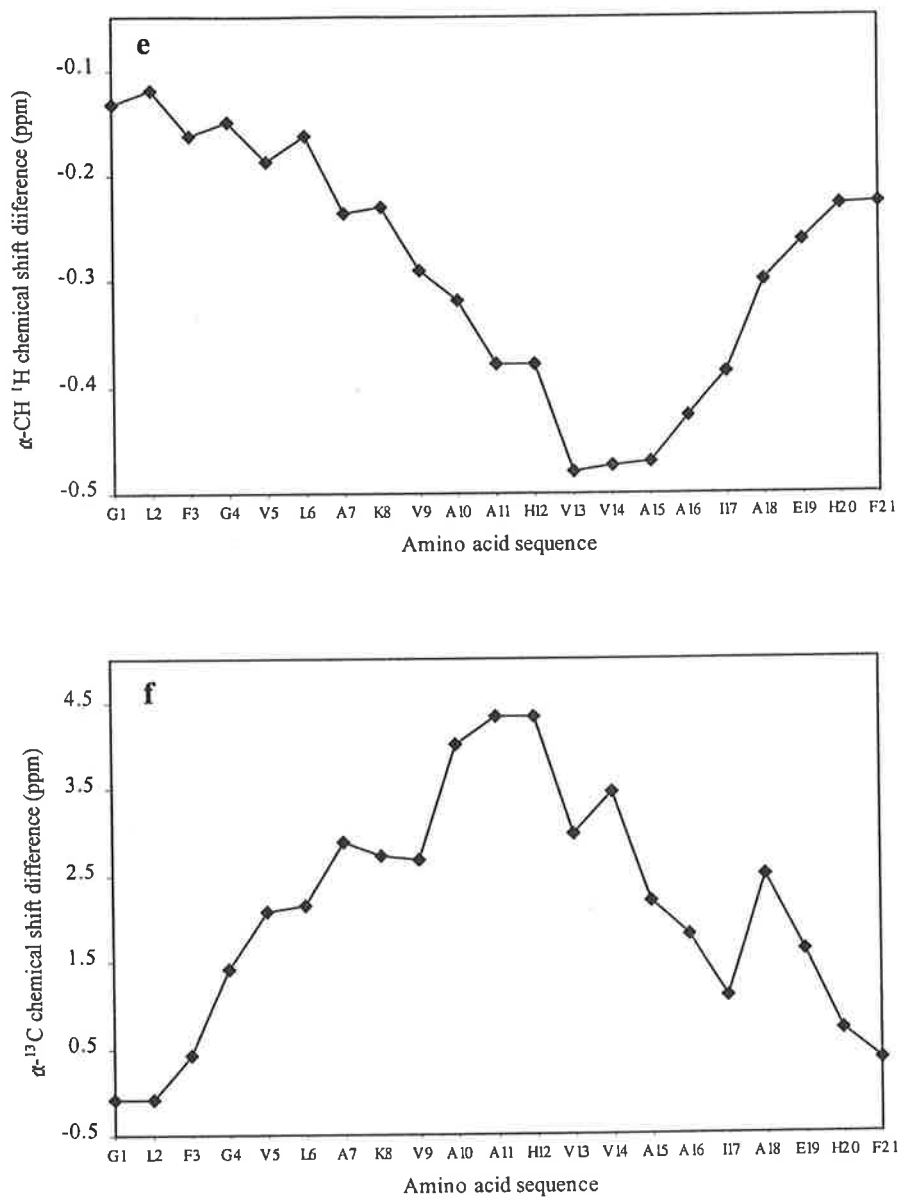 e
α-CH ¹H chemical shift diifference (ppm)
-0.1
-0.2
-0.3
-0.4
-0.5
G1 L2 F3 G4 V5 L6 A7 K8 V9 A10 A11 H12 V13 V14 A15 A16 I17 A18 E19 H20 F21
Amino acid sequence
f
α-¹³C chemical shift difference (ppm)
4.5
3.5
2.5
1.5
0.5
-0.5
G1 L2 F3 G4 V5 L6 A7 K8 V9 A10 A11 H12 V13 V14 A15 A16 I17 A18 E19 H20 F21
Amino acid sequence